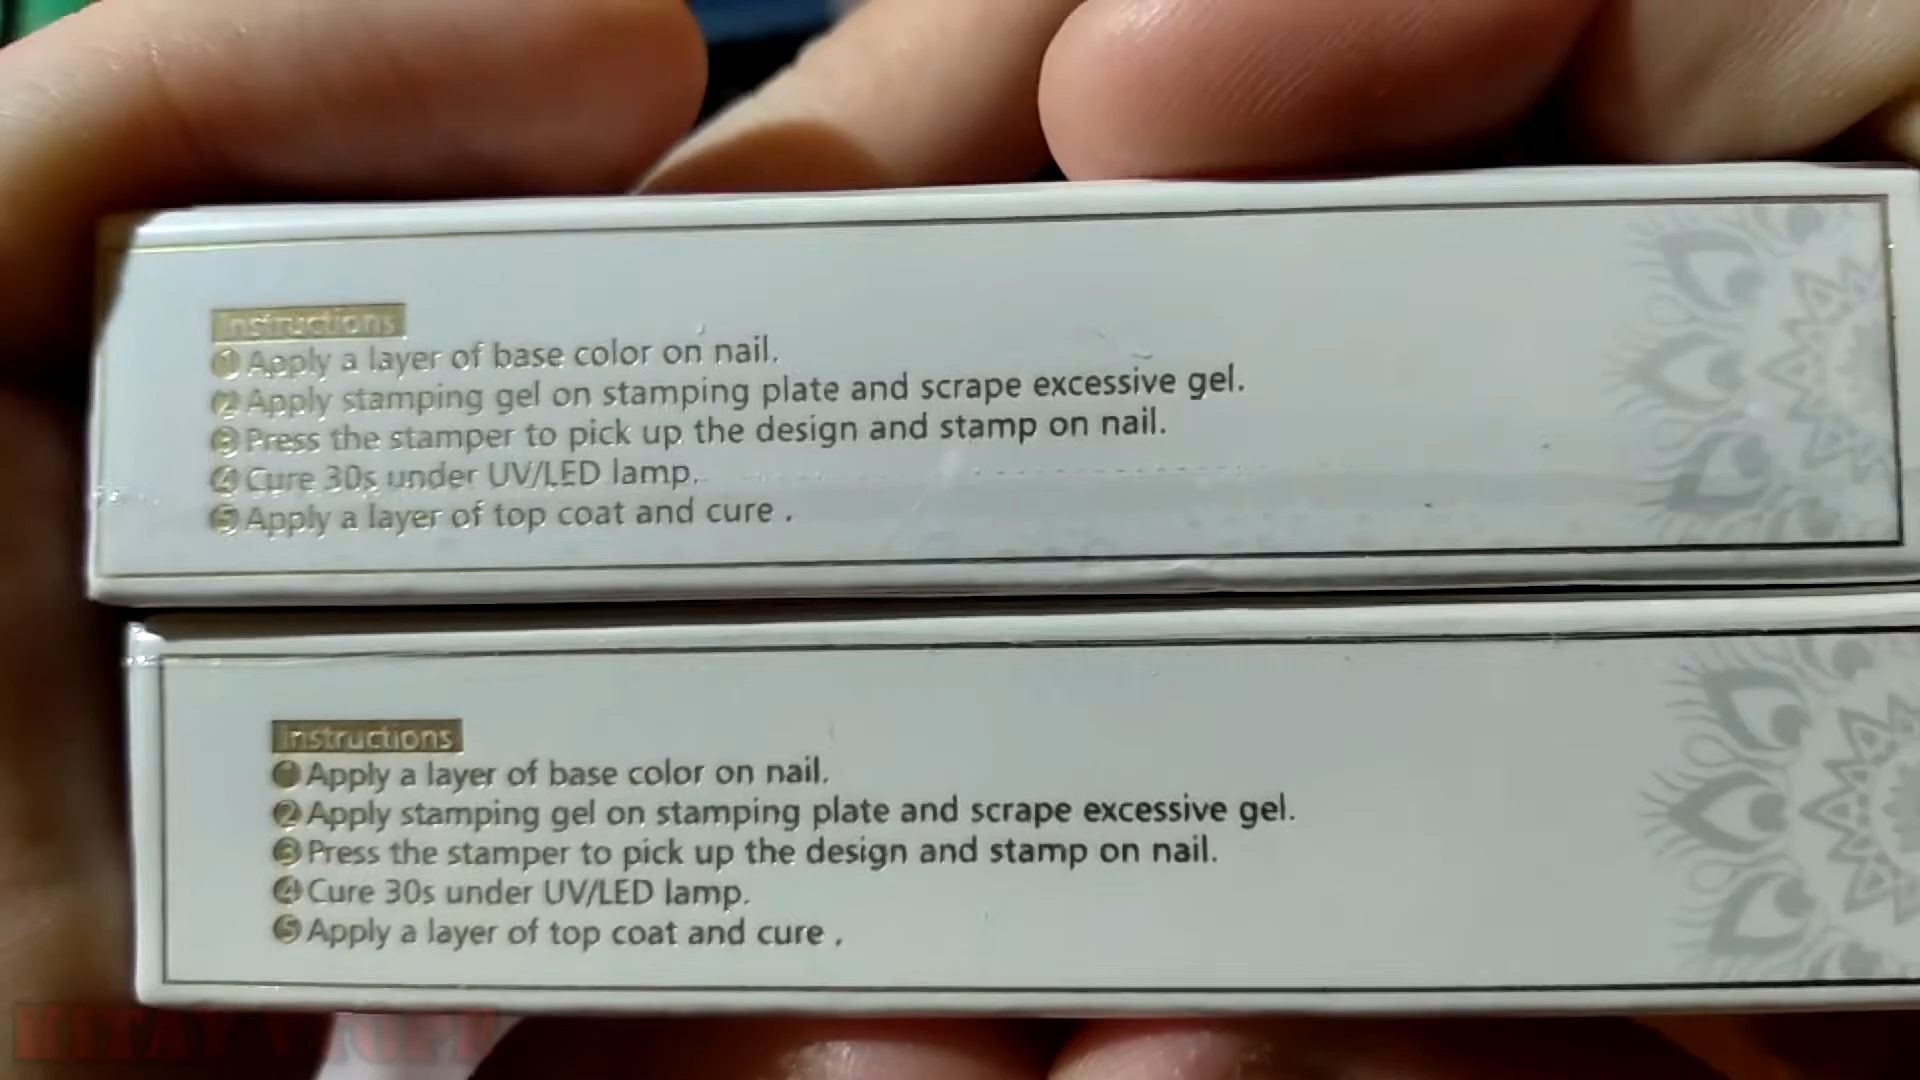 Instructions
① Apply a layer of base color on nail.
② Apply stamping gel on stamping plate and scrape excessive gel.
③ Press the stamper to pick up the design and stamp on nail.
④ Cure 30s under UV/LED lamp.
⑤ Apply a layer of top coat and cure .
Instructions
① Apply a layer of base color on nail.
② Apply stamping gel on stamping plate and scrape excessive gel.
③ Press the stamper to pick up the design and stamp on nail.
④ Cure 30s under UV/LED lamp.
⑤ Apply a layer of top coat and cure .